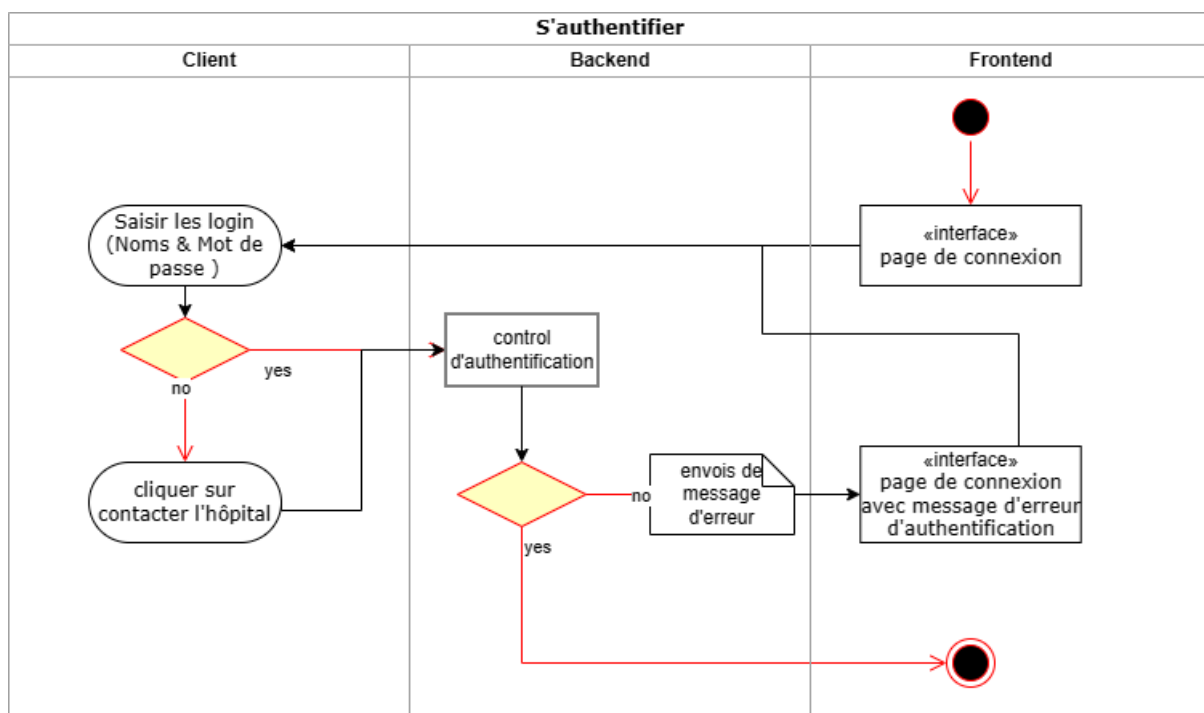 S'authentifier
Client
Backend
Frontend
Saisir les login
(Noms & Mot de
passe )
«interface»
page de connexion
control
d'authentification
yes
no
cliquer sur
contacter l'hôpital
envois de
message
d'erreur
no
yes
«interface»
page de connexion
avec message d'erreur
d'authentification